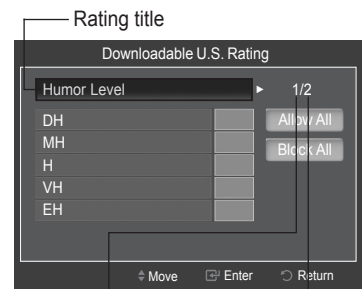 Rating title
Downloadable U.S. Rating
Humor Level ► 1/2
DH
Allow All
MH
Block All
H
VH
EH
Move Enter Return